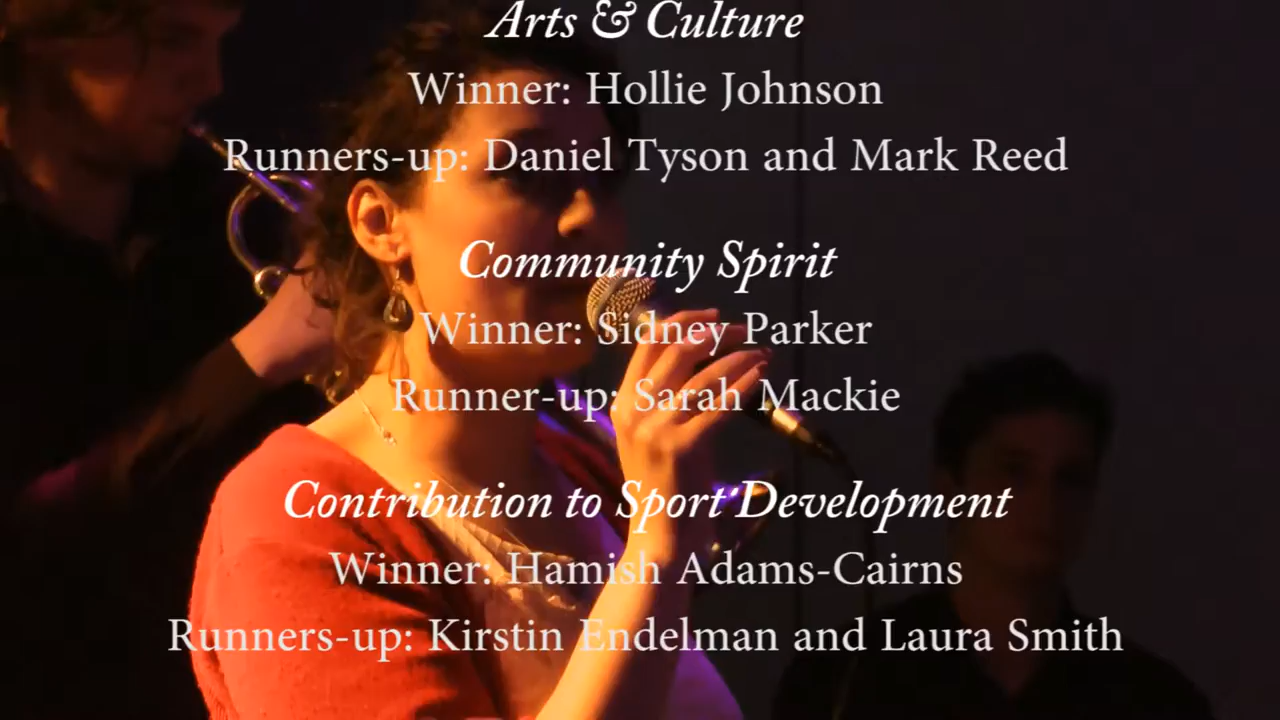 Arts & Culture
Winner: Hollie Johnson
Runners-up: Daniel Tyson and Mark Reed
Community Spirit
Winner: Sidney Parker
Runner-up: Sarah Mackie
Contribution to Sport Development
Winner: Hamish Adams-Cairns
Runners-up: Kirstin Endelman and Laura Smith